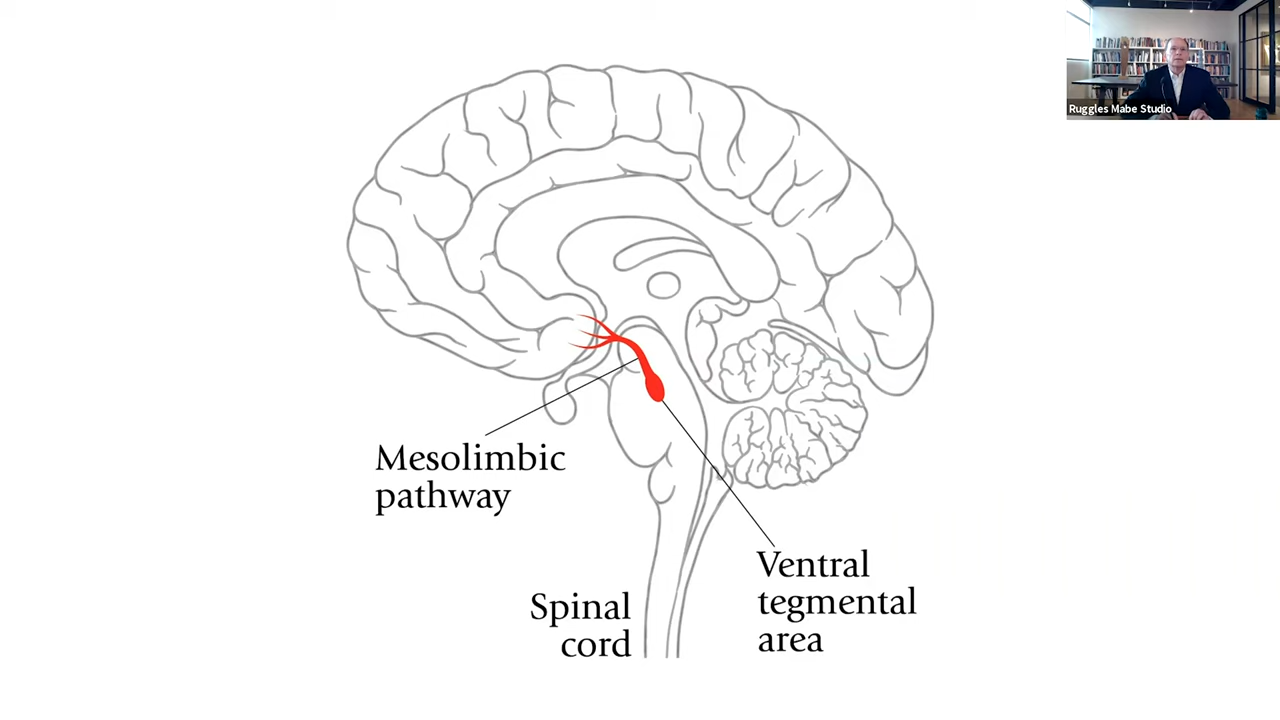 Ruggles Mabe Studio
Mesolimbic
pathway
Ventral
tegmental
area
Spinal
cord